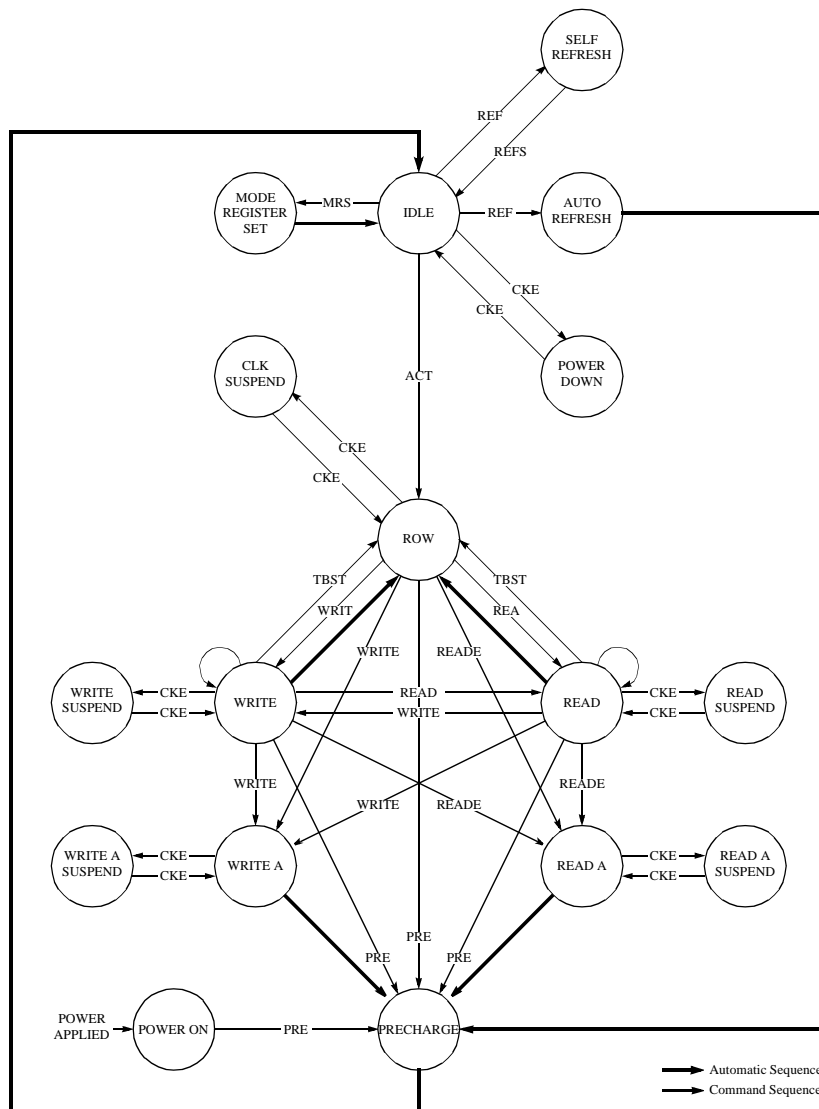 SELF
REFRESH
REF
REFS
MODE
REGISTER
SET
MRS
IDLE
REF
AUTO
REFRESH
CKE
CKE
CLK
SUSPEND
ACT
POWER
DOWN
CKE
CKE
ROW
TBST
TBST
WRIT
REA
WRITE
READE
WRITE
SUSPEND
CKE
CKE
WRITE
READ
WRITE
READ
CKE
CKE
READ
SUSPEND
WRITE
WRITE
READE
READE
WRITE A
SUSPEND
CKE
CKE
WRITE A
READ A
CKE
CKE
READ A
SUSPEND
PRE
PRE
PRE
POWER
APPLIED
POWER ON
PRE
PRECHARGE
Automatic Sequence
Command Sequence